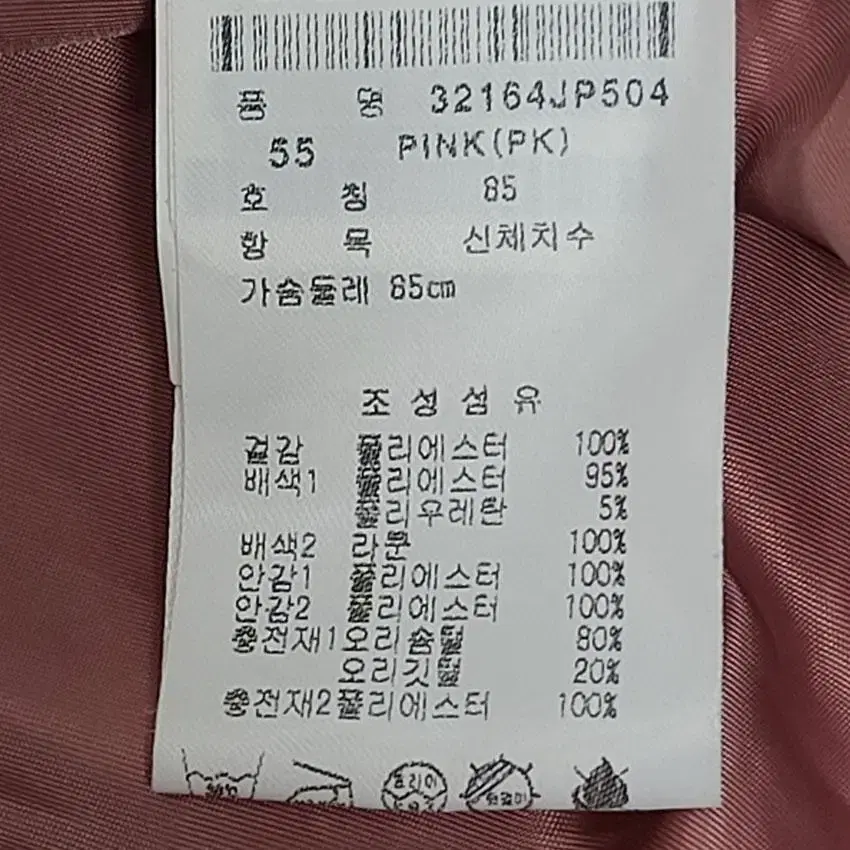 품 명 32164JP504
55 PINK(PK)
호 칭 85
항 목 신체치수
가슴둘레 85cm
조성섬유
겉감 폴리에스터 100%
배색1 폴리에스터 95%
폴리우레탄 5%
배색2 라쿤 100%
안감1 폴리에스터 100%
안감2 폴리에스터 100%
충전재1 오리솜털 80%
오리깃털 20%
충전재2 폴리에스터 100%